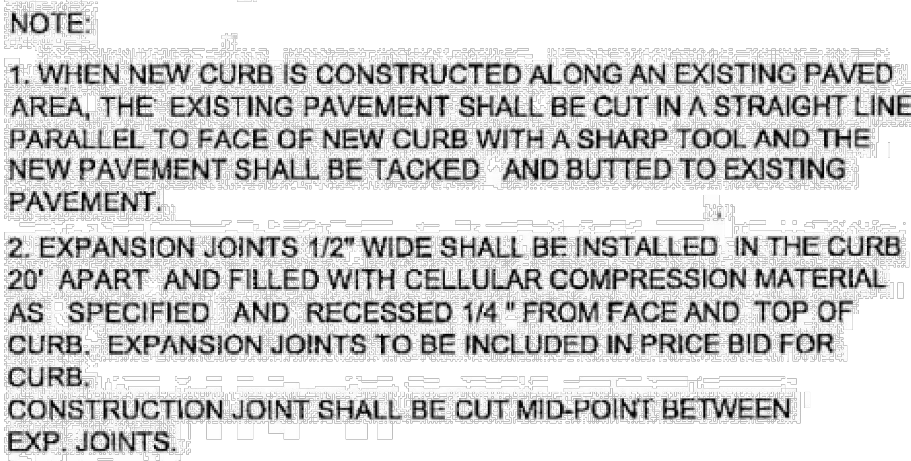 NOTE:
1. WHEN NEW CURB IS CONSTRUCTED ALONG AN EXISTING PAVED
AREA, THE EXISTING PAVEMENT SHALL BE CUT IN A STRAIGHT LINE
PARALLEL TO FACE OF NEW CURB WITH A SHARP TOOL AND THE
NEW PAVEMENT SHALL BE TACKED AND BUTTED TO EXISTING
PAVEMENT.
2. EXPANSION JOINTS 1/2" WIDE SHALL BE INSTALLED IN THE CURB
20' APART AND FILLED WITH CELLULAR COMPRESSION MATERIAL
AS SPECIFIED AND RECESSED 1/4 " FROM FACE AND TOP OF
CURB. EXPANSION JOINTS TO BE INCLUDED IN PRICE BID FOR
CURB.
CONSTRUCTION JOINT SHALL BE CUT MID-POINT BETWEEN
EXP. JOINTS.